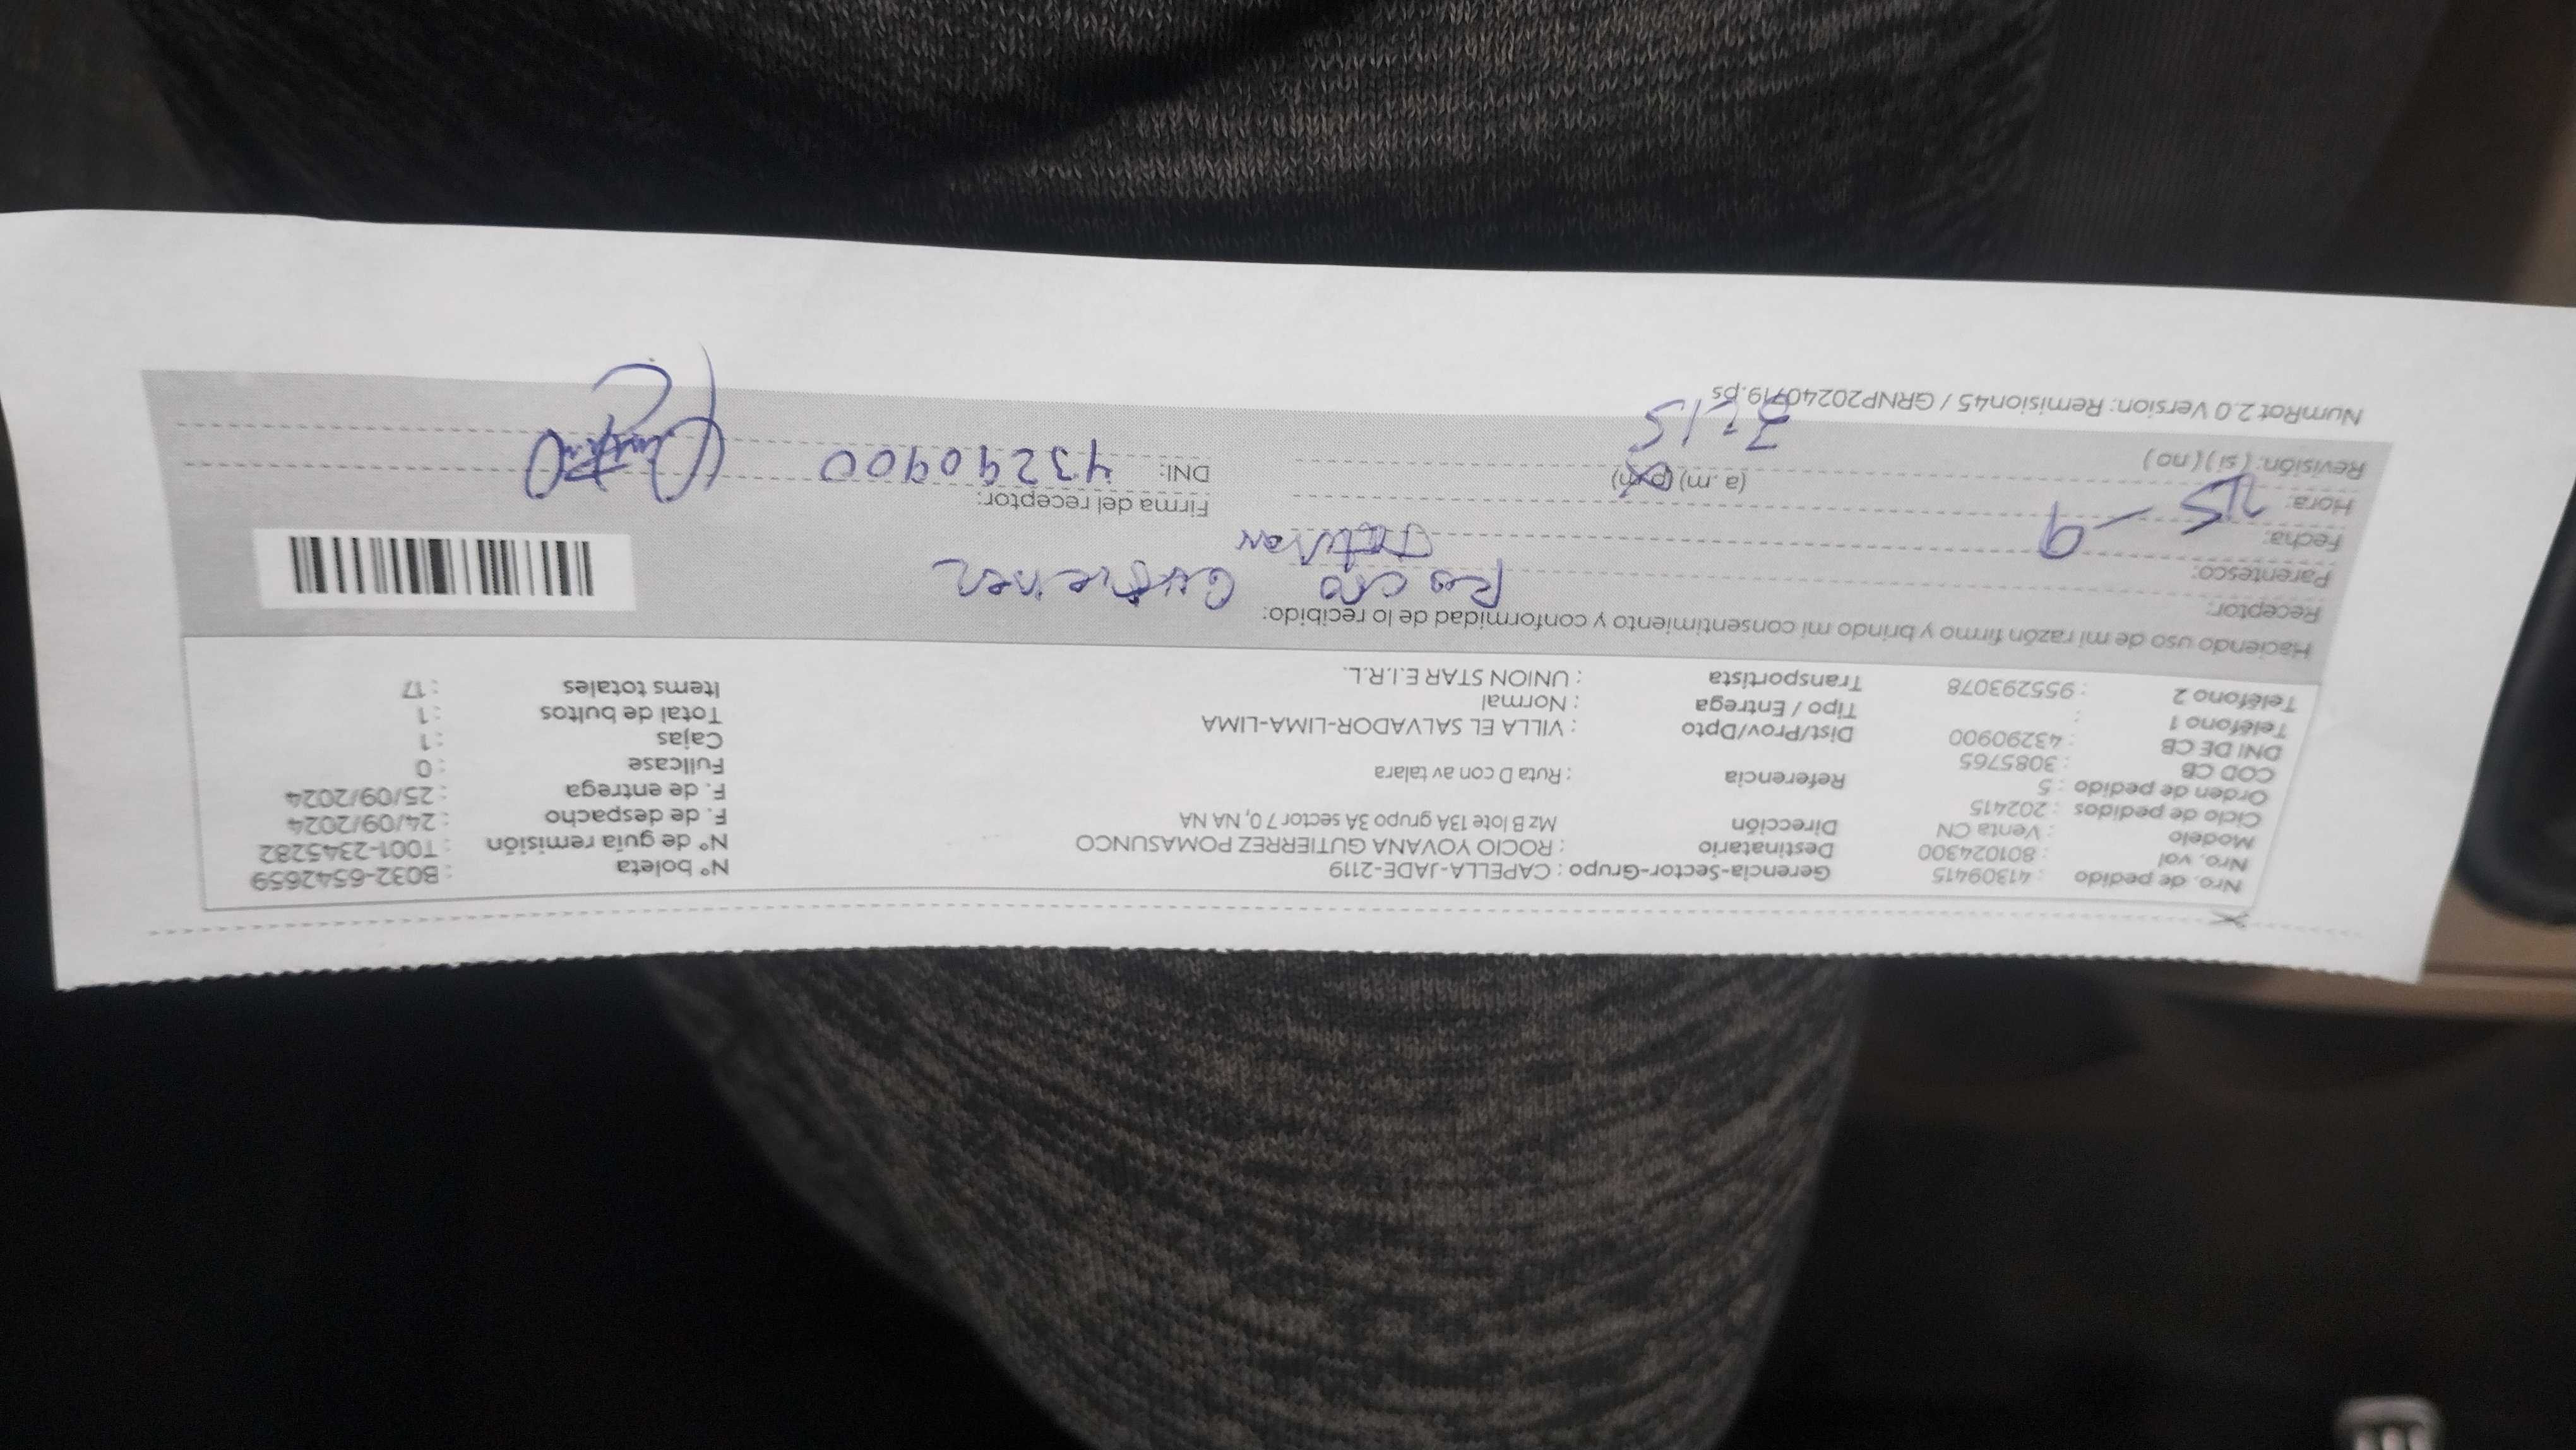 Nro. de pedido : 41309415 Gerencia-Sector-Grupo : CAPELLA-JADE-2119 N° boleta : B032-6542659
Nro. vol : 801024300 Destinatario : ROCIO YOVANA GUTIERREZ POMASUNCO N° de guía remisión : T001-2345282
Modelo : Venta CN Dirección Mz B lote 13A grupo 3A sector 7 0, NA NA F. de despacho : 24/09/2024
Ciclo de pedidos : 202415 F. de entrega : 25/09/2024
Orden de pedido : 5 Referencia : Ruta D con av talara Fullcase : 0
COD CB : 3085765 Cajas : 1
DNI DE CB : 43290900 Dist/Prov/Dpto : VILLA EL SALVADOR-LIMA-LIMA Total de bultos : 1
Teléfono 1 : Tipo / Entrega : Normal Items totales : 17
Teléfono 2 : 955293078 Transportista : UNION STAR E.I.R.L.
Haciendo uso de mi razón firmo y brindo mi consentimiento y conformidad de lo recibido:
Receptor: Rocio
Parentesco: Titular
Fecha: 25-9 Firma del receptor:
Hora: (a.m) (p.m) DNI: 43290900
Revisión: (si) (no) 3:15
NumRot 2.0 Version: Remision45 / GRNP20240719.ps